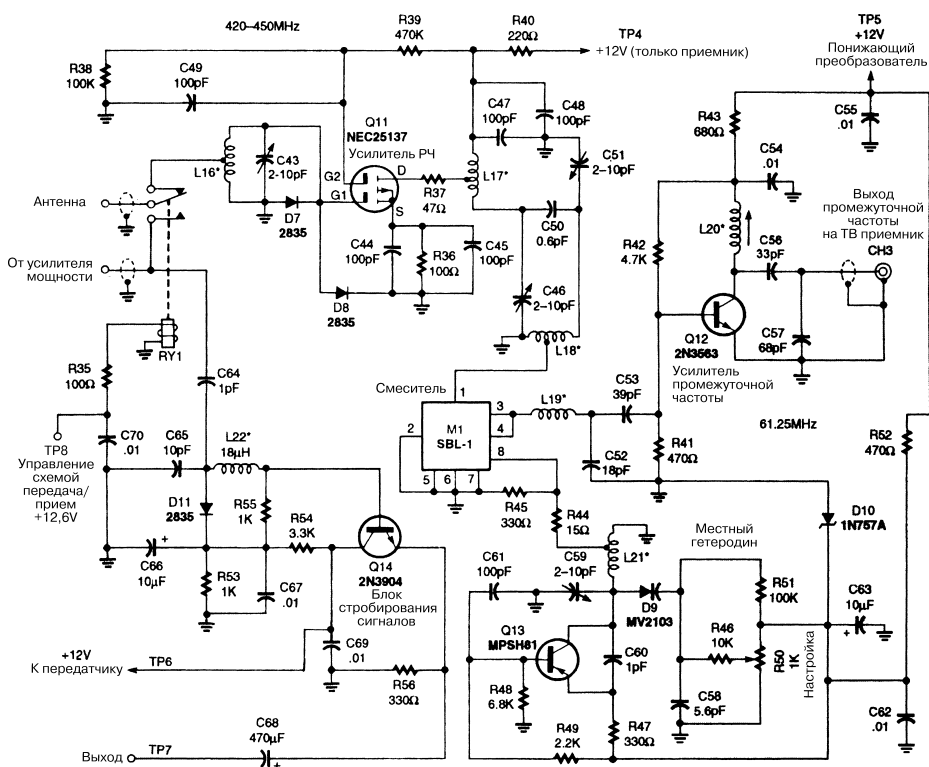 420–450MHz
R39
470K
R40
220Ω
TP4
+12V (только приемник)
TP5
+12V
Понижающий
преобразователь
R38
100K
C49
100pF
Q11
NEC25137
Усилитель РЧ
C47
100pF
C48
100pF
C51
2–10pF
R43
680Ω
C55
.01
C54
.01
L16*
C43
2-10pF
G2
G1
D
S
R37
47Ω
L17*
D7
2835
C50
0.6pF
Антенна
От усилителя
мощности
C44
100pF
R36
100Ω
C45
100pF
C46
2–10pF
D8
2835
L18*
R42
4.7K
L20*
C56
33pF
Выход
промежуточной
частоты
на ТВ приемник
CH3
Q12
2N3563
Усилитель
промежуточной
частоты
C57
68pF
61.25MHz
RY1
R35
100Ω
C64
1pF
Смеситель
M1
SBL-1
1
2
3
4
8
5
6
7
L19*
C53
39pF
C52
18pF
R41
470Ω
R52
470Ω
TP8
Управление
схемой
передача/
прием
+12,6V
C70
.01
C65
10pF
L22*
18μH
D11
2835
R55
1K
R54
3.3K
R45
330Ω
R44
15Ω
D10
1N757A
C66
10μF
+
R53
1K
C67
.01
Q14
2N3904
Блок
стробирования
сигналов
C61
100pF
C59
2–10pF
L21*
Местный
гетеродин
D9
MV2103
R51
100K
C63
10μF
+
Q13
MPSH81
C60
1pF
R46
10K
R50
1K
Настройка
C69
.01
+12V
К передатчику
TP6
R56
330Ω
R48
6.8K
C58
5.6pF
R47
330Ω
R49
2.2K
C62
.01
C68
470μF
+
Выход
TP7